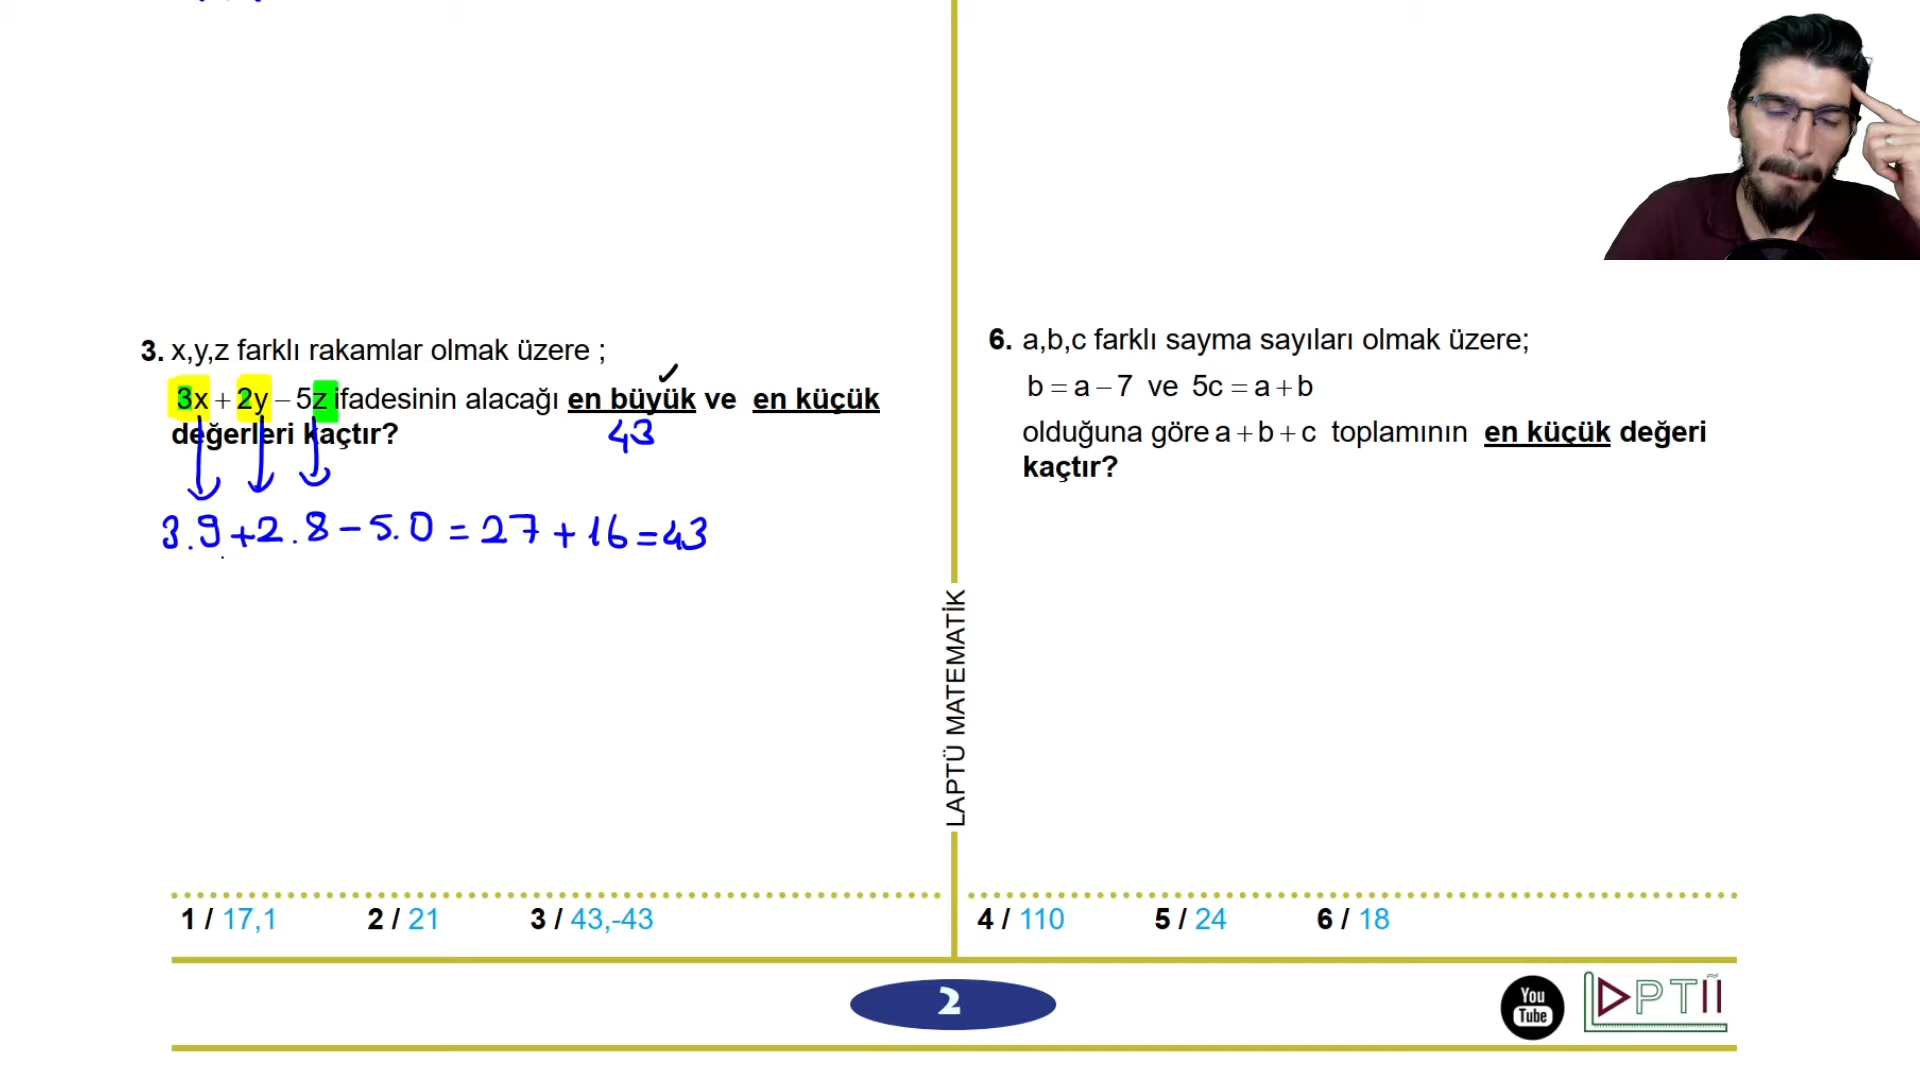 3. x,y,z farklı rakamlar olmak üzere ;
3x + 2y – 5z ifadesinin alacağı en büyük ve en küçük
değerleri kaçtır?
43
3.9 + 2.8 – 5.0 = 27 + 16 = 43
6. a,b,c farklı sayma sayıları olmak üzere;
b = a – 7 ve 5c = a + b
olduğuna göre a + b + c toplamının en küçük değeri
kaçtır?
LAPTÜ MATEMATİK
1 / 17,1 2 / 21 3 / 43,-43
4 / 110 5 / 24 6 / 18
2
You
Tube